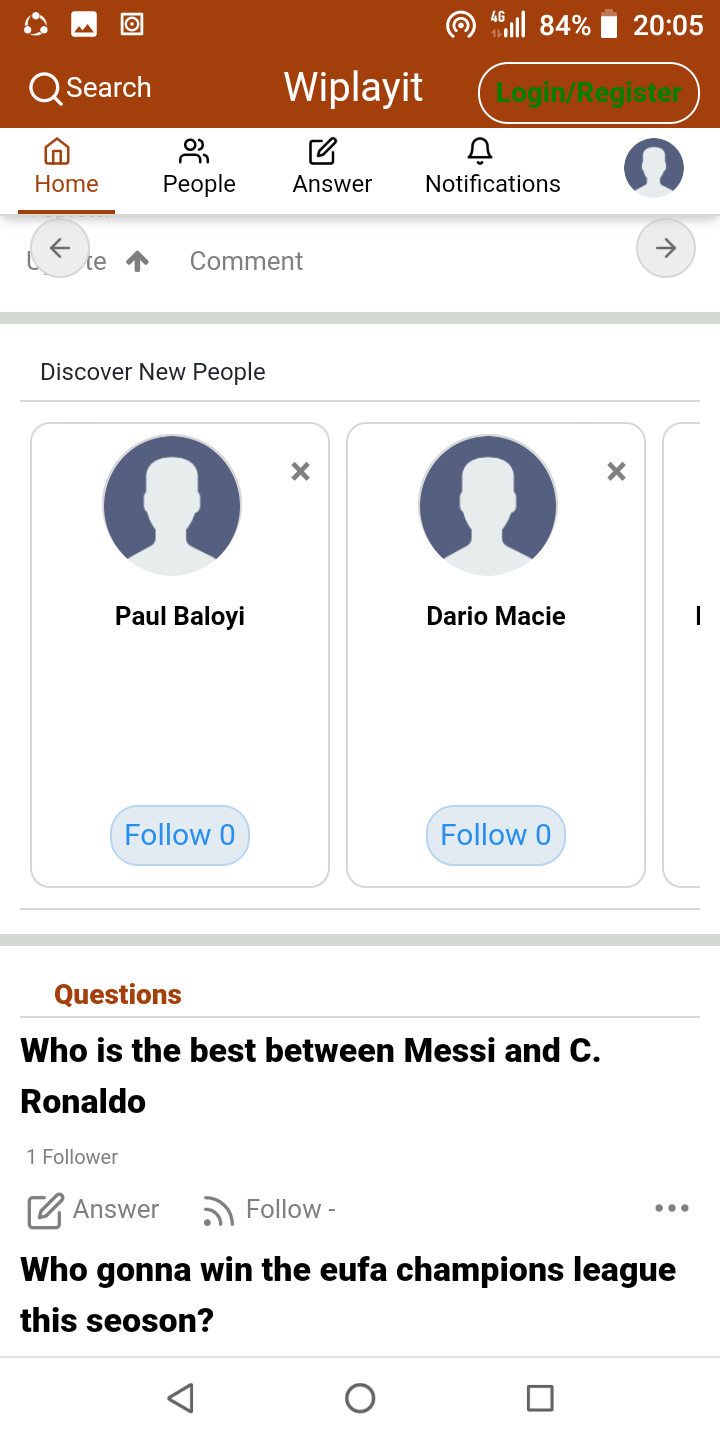 4G 84% 20:05
Search Wiplayit Login/Register
Home People Answer Notifications
Comment
Discover New People
Paul Baloyi Dario Macie
Follow 0 Follow 0
Questions
Who is the best between Messi and C.
Ronaldo
1 Follower
Answer Follow -
Who gonna win the eufa champions league
this seoson?